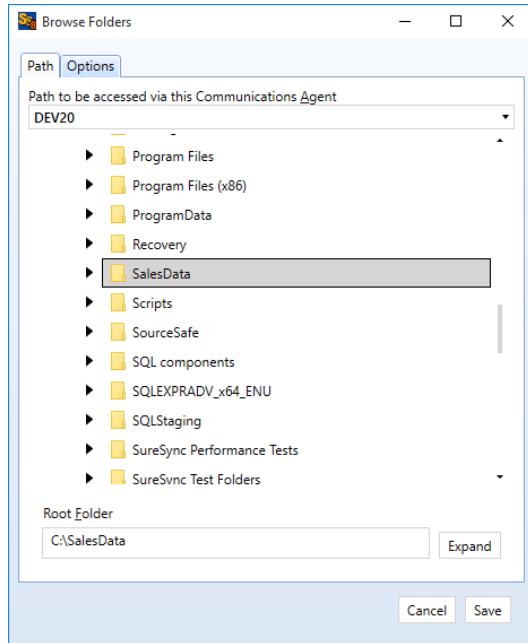 Browse Folders
Path
Options
Path to be accessed via this Communications Agent
DEV20
Program Files
Program Files (x86)
ProgramData
Recovery
SalesData
Scripts
SourceSafe
SQL components
SQLEXPRADV_x64_ENU
SQLStaging
SureSync Performance Tests
SureSync Test Folders
Root Folder
C:\SalesData
Expand
Cancel
Save